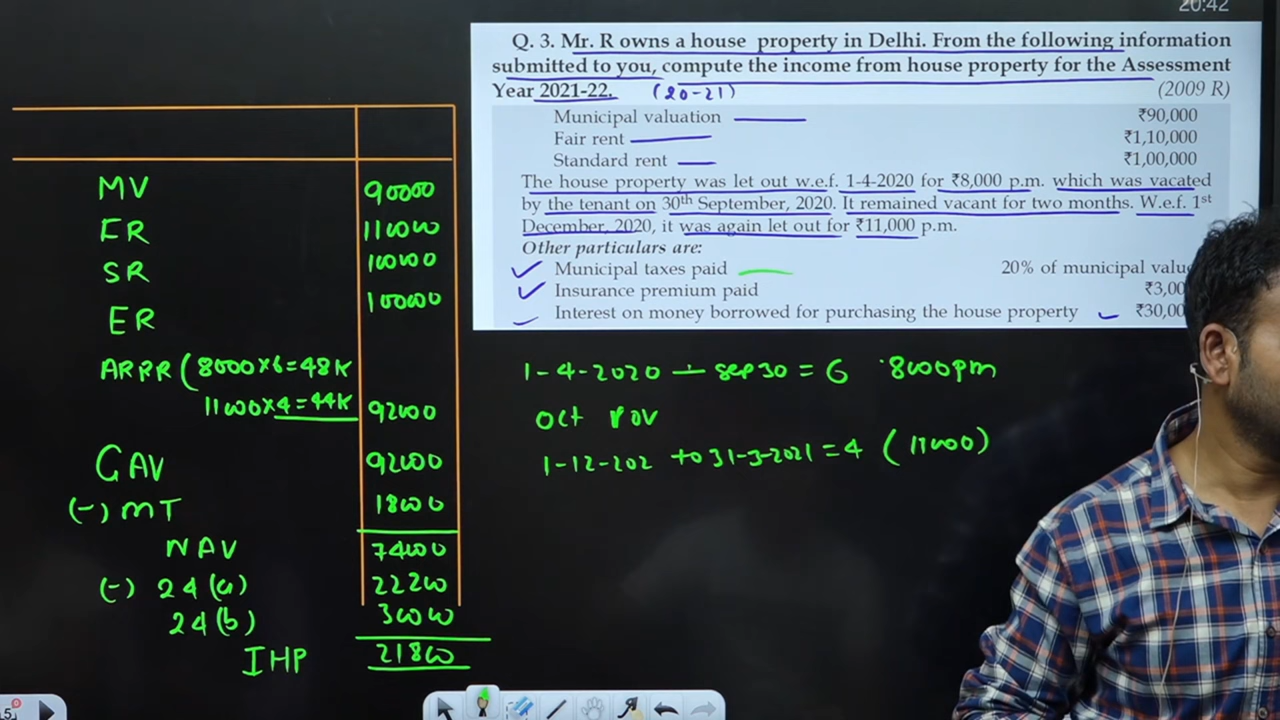 20:42
Q. 3. Mr. R owns a house property in Delhi. From the following information
submitted to you, compute the income from house property for the Assessment
Year 2021-22. (20-21) (2009 R)
Municipal valuation ₹90,000
Fair rent ₹1,10,000
Standard rent ₹1,00,000
The house property was let out w.e.f. 1-4-2020 for ₹8,000 p.m. which was vacated
by the tenant on 30th September, 2020. It remained vacant for two months. W.e.f. 1st
December, 2020, it was again let out for ₹11,000 p.m.
Other particulars are:
Municipal taxes paid 20% of municipal value
Insurance premium paid ₹3,00
Interest on money borrowed for purchasing the house property ₹30,00
MV 90000
FR 110000
SR 100000
ER 100000
ARRR (8000x6=48K
11000x4=44K 92000
GAV 92000
(-) MT 18000
NAV 74000
(-) 24(a) 22200
24(b) 30000
IHP 21800
1-4-2020 – sep 30 = 6 8000pm
Oct Nov
1-12-202 to 31-3-2021 = 4 (11000)